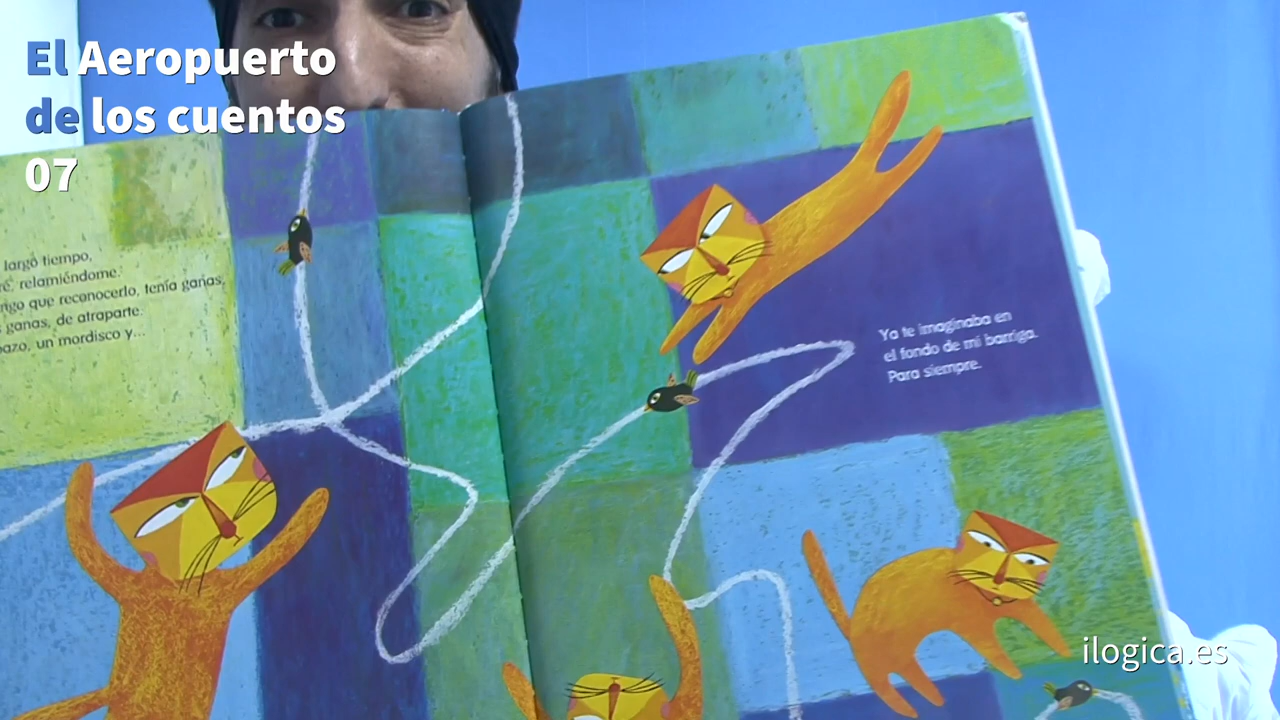 El Aeropuerto
de los cuentos
07
largo tiempo,
relamiéndome.
que reconocerlo, tenía ganas,
ganas, de atraparte.
un mordisco y...
Ya te imaginaba en
el fondo de mi barriga.
Para siempre.
ilogica.es